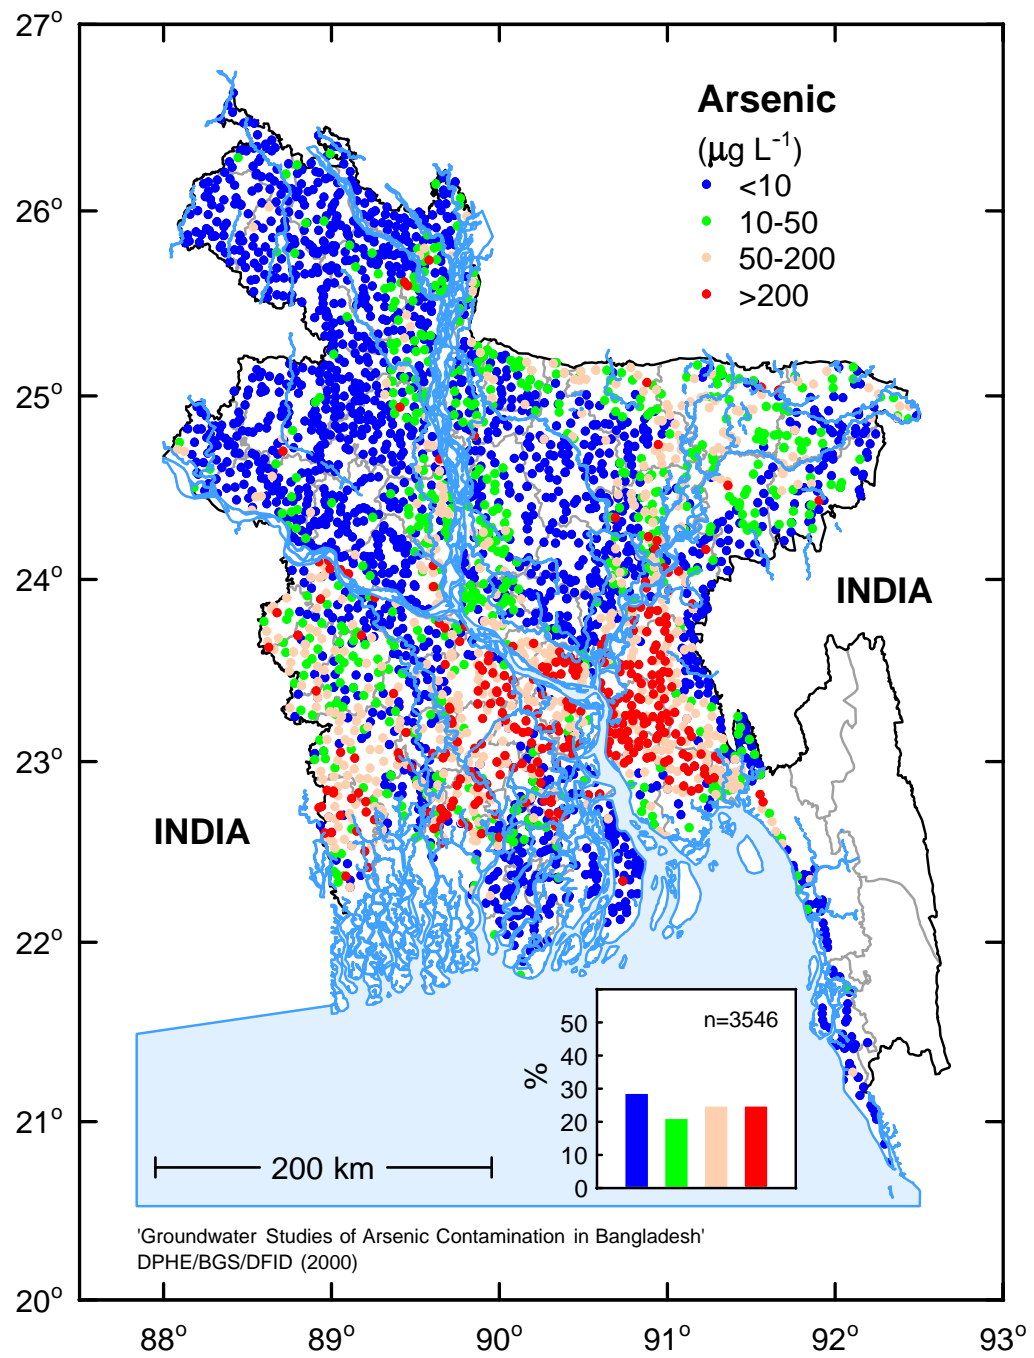 27°
26°
25°
24°
23°
22°
21°
20°
Arsenic
(μg L⁻¹)
<10
10-50
50-200
>200
INDIA
INDIA
n=3546
50
40
30
20
10
0
%
200 km
'Groundwater Studies of Arsenic Contamination in Bangladesh'
DPHE/BGS/DFID (2000)
88° 89° 90° 91° 92° 93°